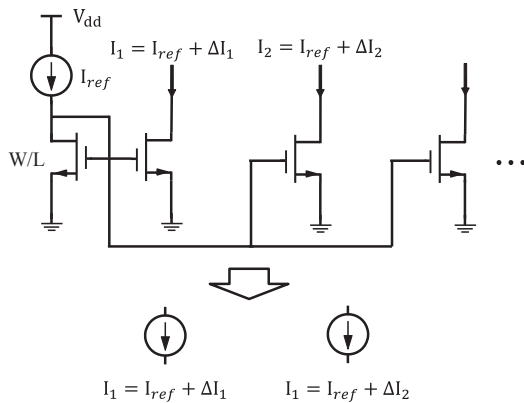 V_dd
I_1 = I_ref + ΔI_1
I_2 = I_ref + ΔI_2
I_ref
W/L
...
I_1 = I_ref + ΔI_1
I_1 = I_ref + ΔI_2